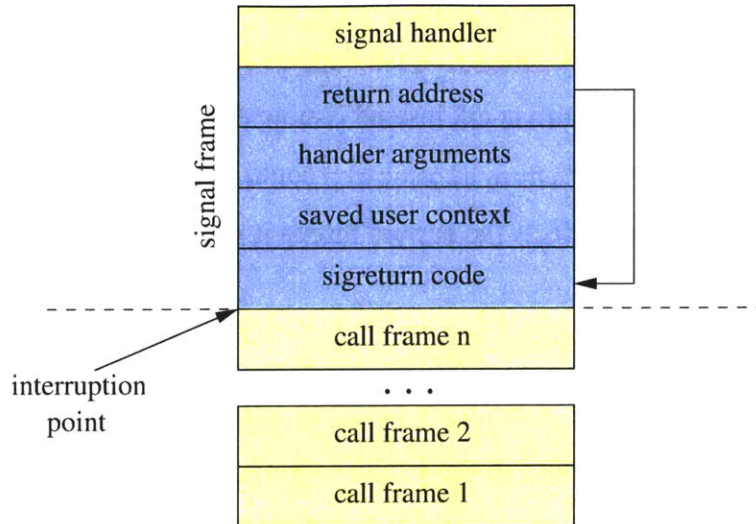 signal handler
return address
handler arguments
saved user context
sigreturn code
signal frame
interruption
point
call frame n
. . .
call frame 2
call frame 1